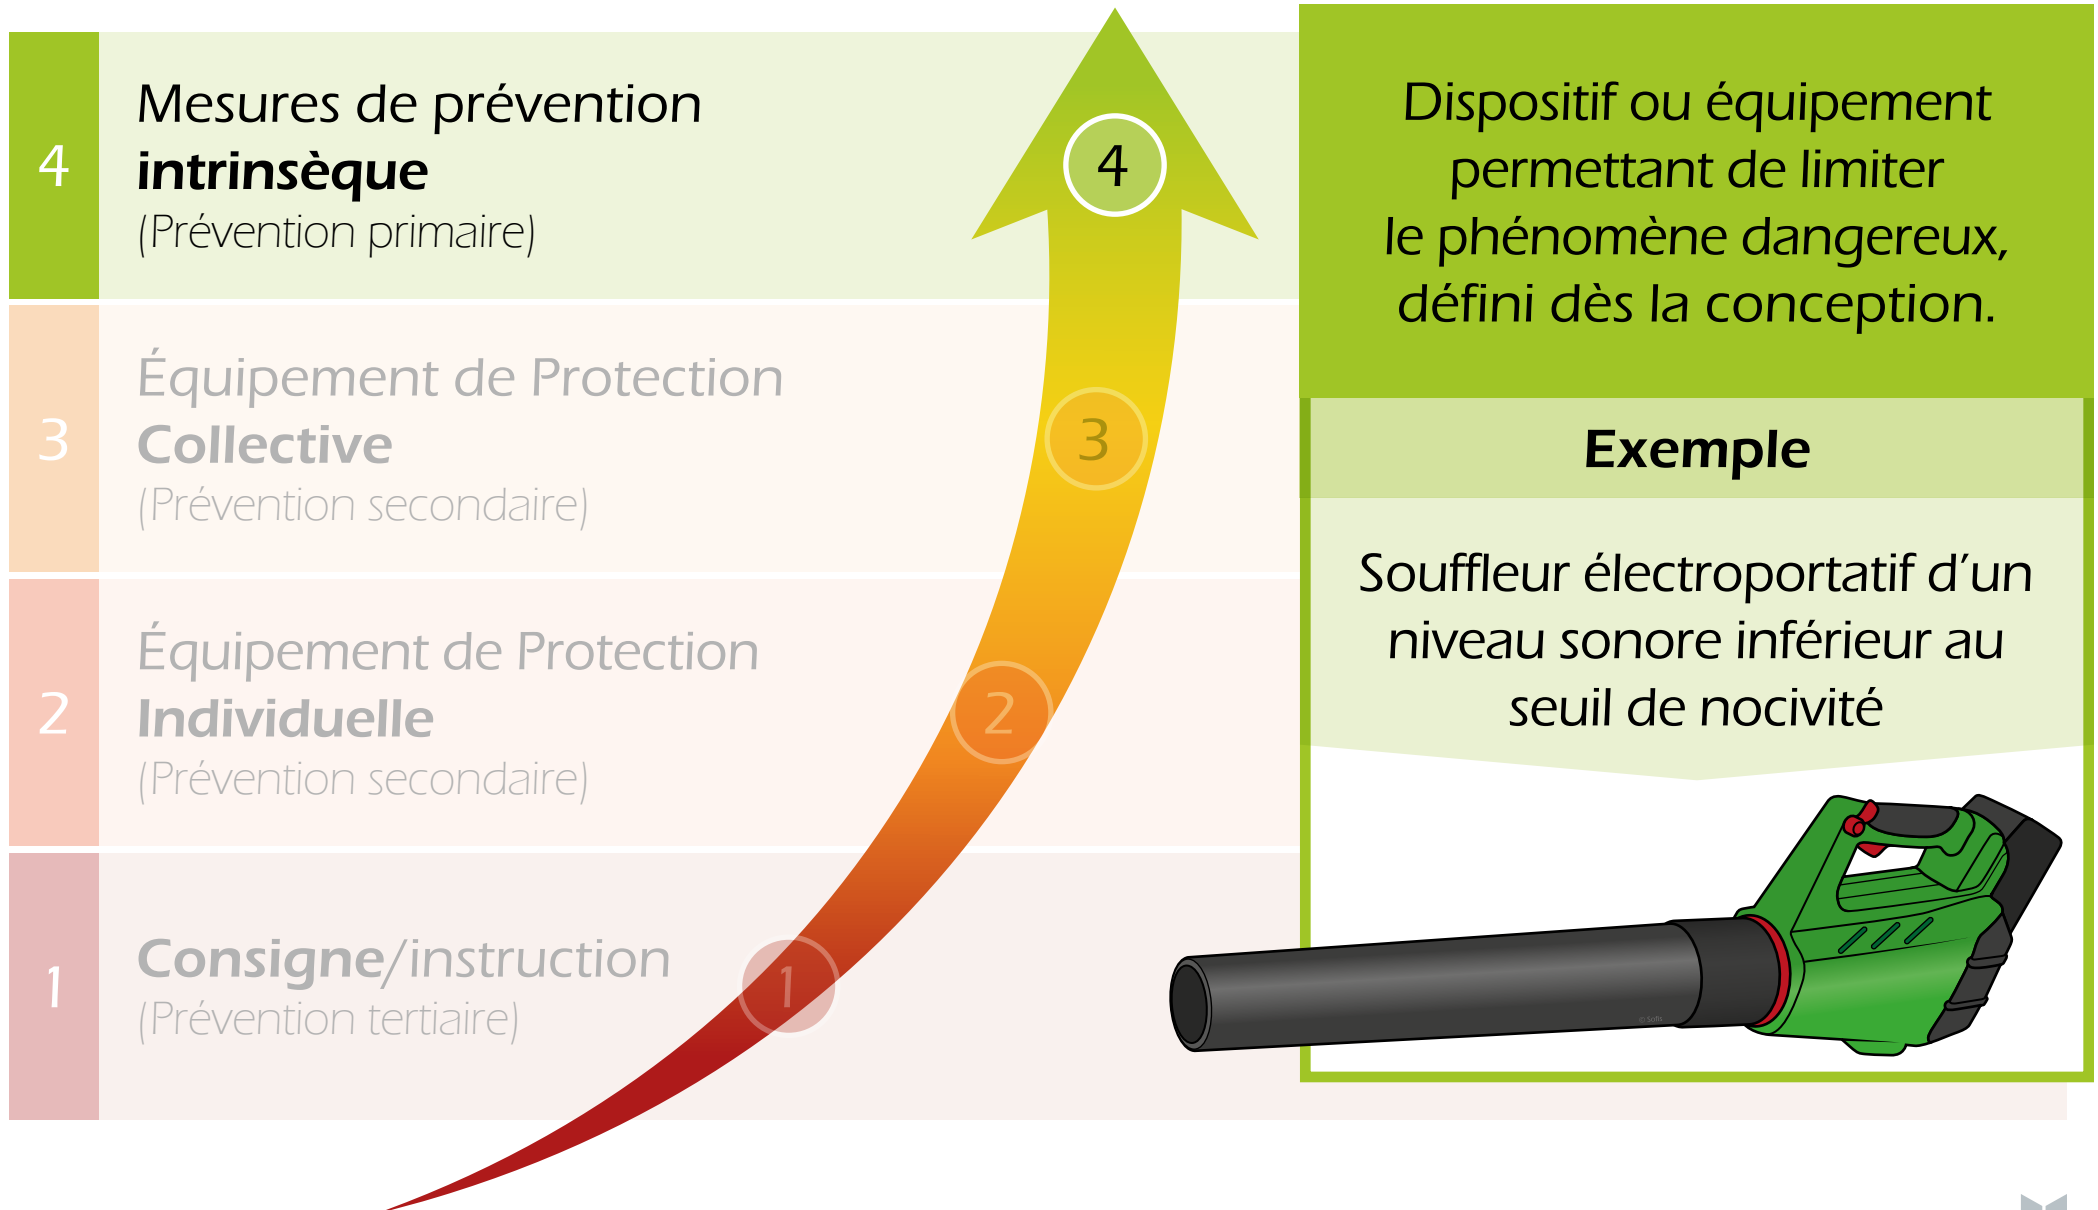 4
Mesures de prévention
intrinsèque
(Prévention primaire)
4
3
Équipement de Protection
Collective
(Prévention secondaire)
3
2
Équipement de Protection
Individuelle
(Prévention secondaire)
2
1
Consigne/instruction
(Prévention tertiaire)
1
Dispositif ou équipement
permettant de limiter
le phénomène dangereux,
défini dès la conception.
Exemple
Souffleur électroportatif d’un
niveau sonore inférieur au
seuil de nocivité